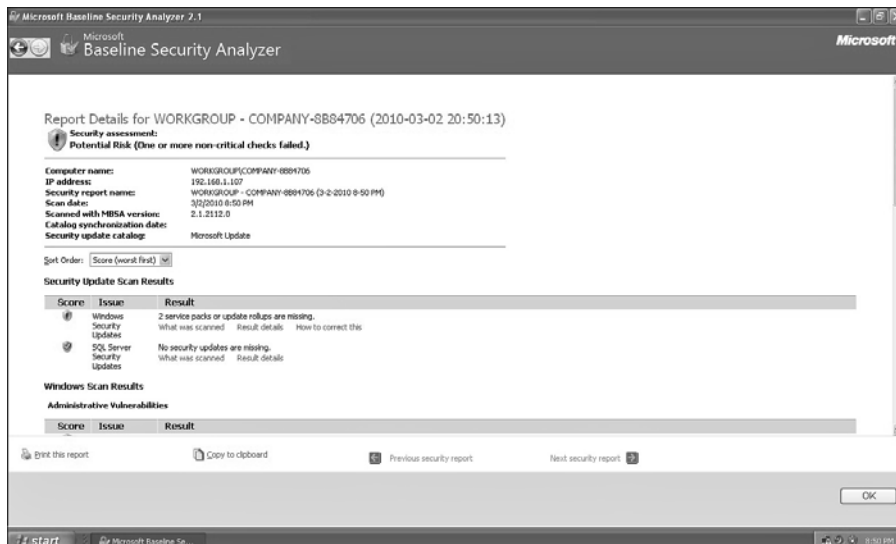 Microsoft Baseline Security Analyzer 2.1
Microsoft
Baseline Security Analyzer
Microsoft
Report Details for WORKGROUP - COMPANY-8B84706 (2010-03-02 20:50:13)
Security assessment:
Potential Risk (One or more non-critical checks failed.)
Computer name: WORKGROUP\COMPANY-8B84706
IP address: 192.168.1.107
Security report name: WORKGROUP - COMPANY-8B84706 (3-2-2010 8-50 PM)
Scan date: 3/2/2010 8:50 PM
Scanned with MBSA version: 2.1.2112.0
Catalog synchronization date:
Security update catalog: Microsoft Update
Sort Order: Score (worst first)
Security Update Scan Results
Score Issue Result
Windows Security Updates 2 service packs or update rollups are missing.
What was scanned Result details How to correct this
SQL Server Security Updates No security updates are missing.
What was scanned Result details
Windows Scan Results
Administrative Vulnerabilities
Score Issue Result
Print this report Copy to clipboard Previous security report Next security report
OK
start Microsoft Baseline Se... 8:50 PM